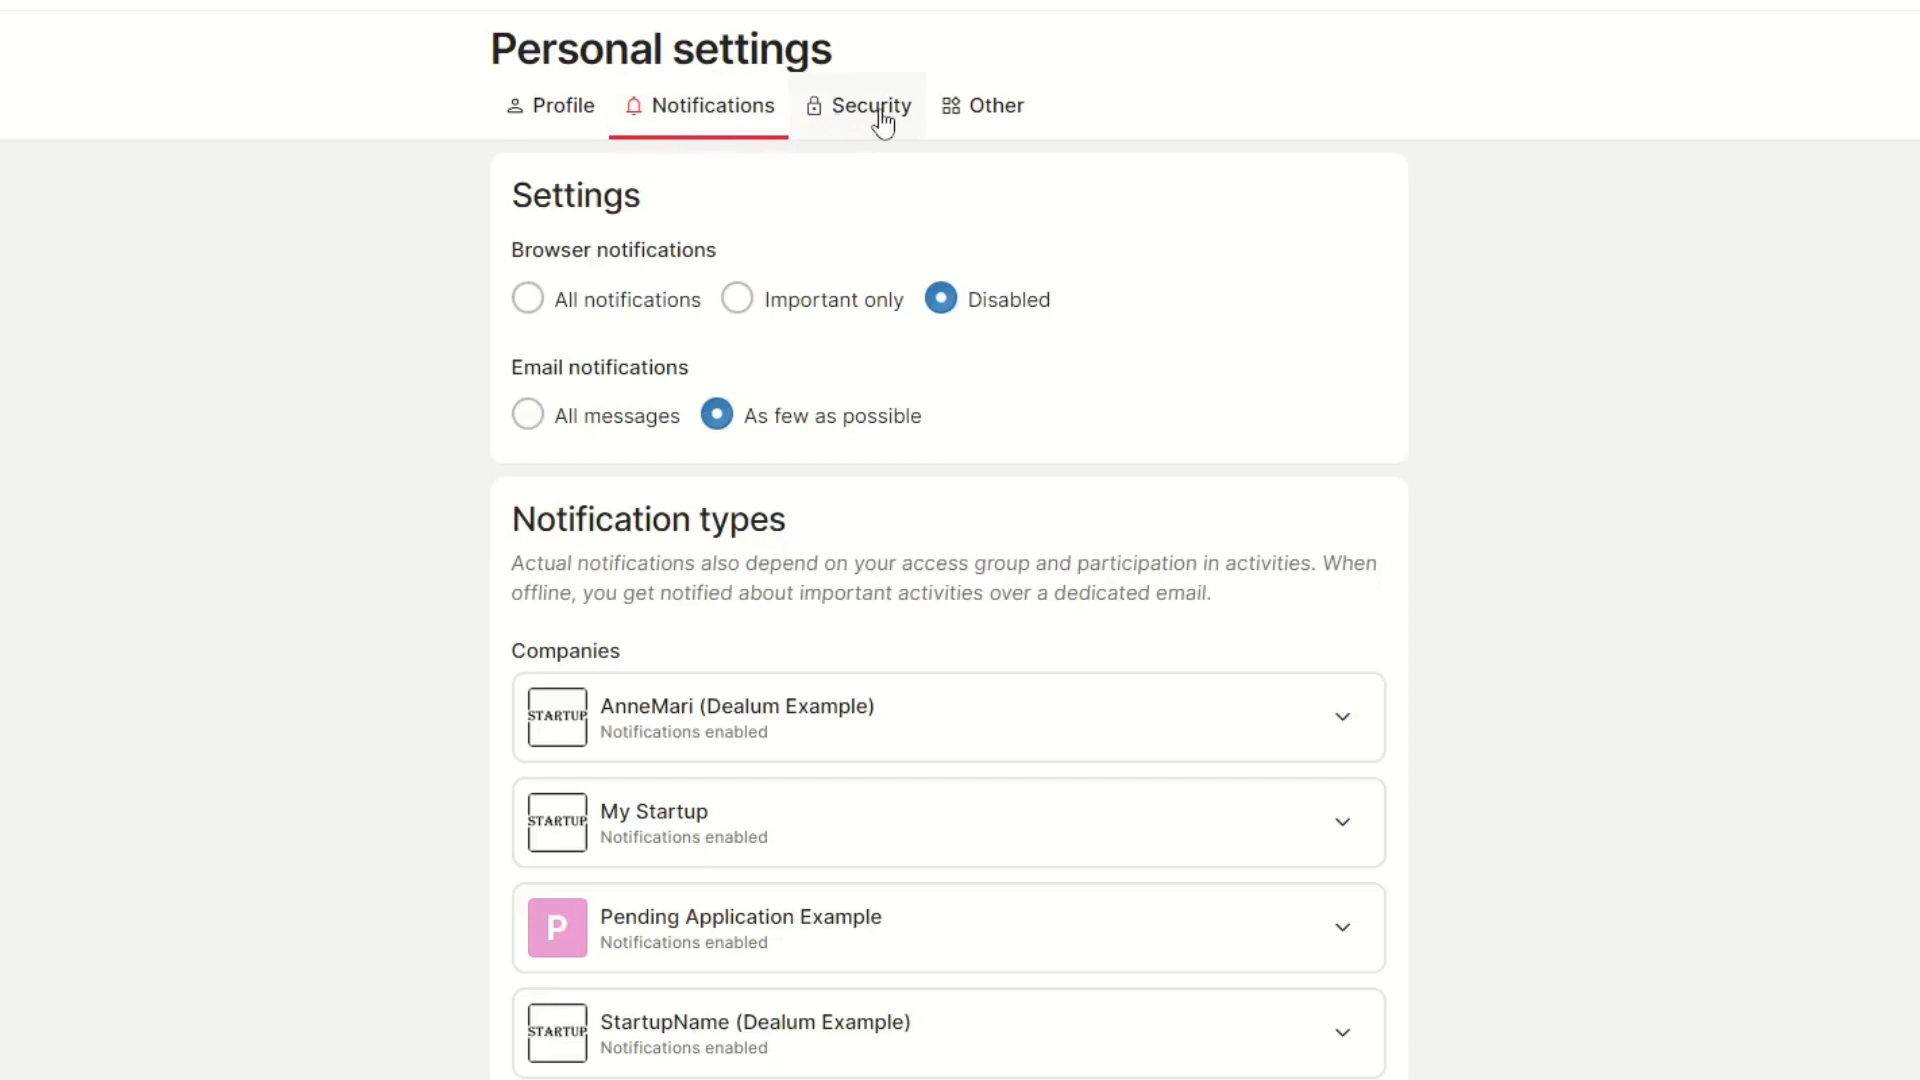 Personal settings
Profile
Notifications
Security
Other
Settings
Browser notifications
All notifications
Important only
Disabled
Email notifications
All messages
As few as possible
Notification types
Actual notifications also depend on your access group and participation in activities. When
offline, you get notified about important activities over a dedicated email.
Companies
STARTUP
AnneMari (Dealum Example)
Notifications enabled
STARTUP
My Startup
Notifications enabled
P
Pending Application Example
Notifications enabled
STARTUP
StartupName (Dealum Example)
Notifications enabled